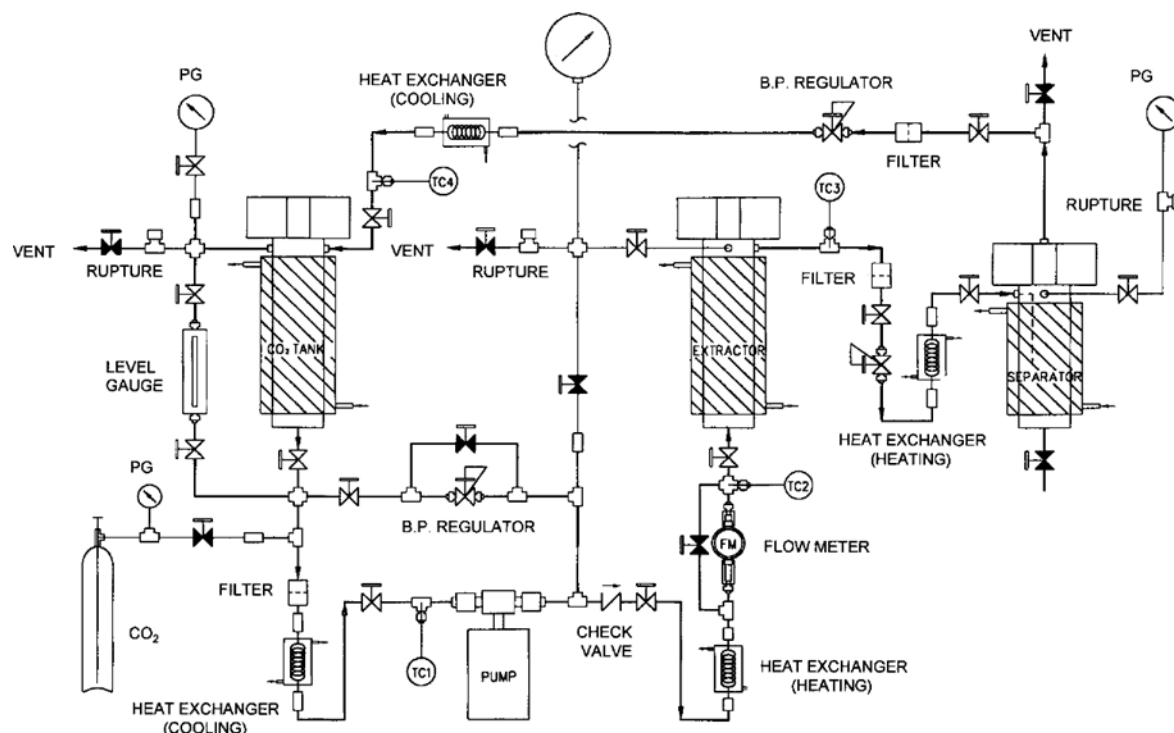 VENT
PG
HEAT EXCHANGER
(COOLING)
B.P. REGULATOR
PG
FILTER
TC4
TC3
RUPTURE
VENT
RUPTURE
VENT
RUPTURE
FILTER
LEVEL
GAUGE
CO₂ TANK
EXTRACTOR
SEPARATOR
HEAT EXCHANGER
(HEATING)
PG
TC2
B.P. REGULATOR
FM
FLOW METER
FILTER
CO₂
TC1
PUMP
CHECK
VALVE
HEAT EXCHANGER
(HEATING)
HEAT EXCHANGER
(COOLING)